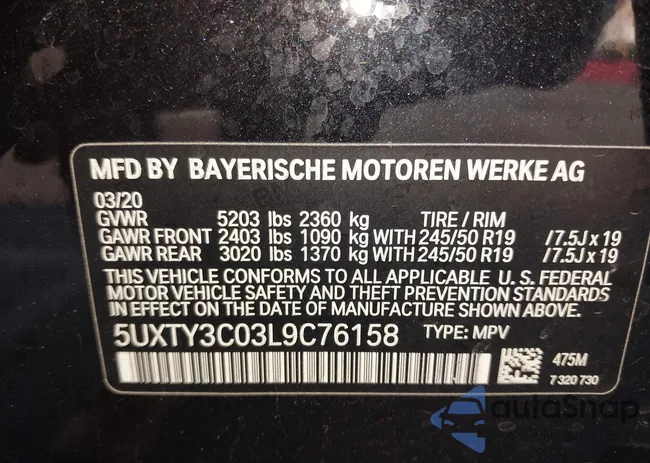 MFD BY BAYERISCHE MOTOREN WERKE AG
03/20
GVWR 5203 lbs 2360 kg TIRE / RIM
GAWR FRONT 2403 lbs 1090 kg WITH 245/50 R19 /7.5J x 19
GAWR REAR 3020 lbs 1370 kg WITH 245/50 R19 /7.5J x 19
THIS VEHICLE CONFORMS TO ALL APPLICABLE U. S. FEDERAL
MOTOR VEHICLE SAFETY AND THEFT PREVENTION STANDARDS
IN EFFECT ON THE DATE OF MANUFACTURE SHOWN ABOVE.
5UXTY3C03L9C76158 TYPE: MPV
475M
7 320 730
autoSnap